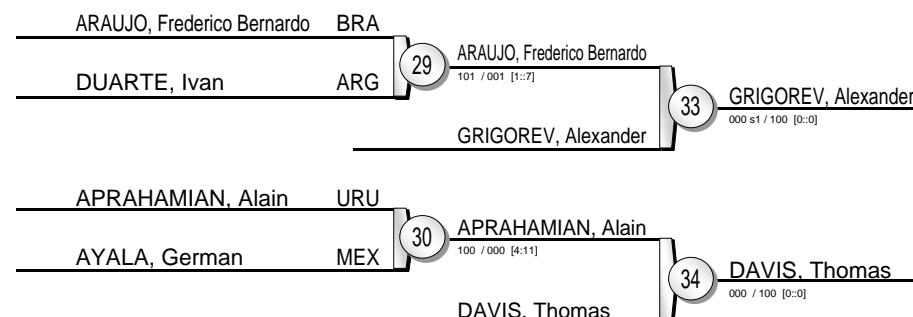 ARAUJO, Frederico Bernardo BRA
29
ARAUJO, Frederico Bernardo
101 / 001 [1::7]
DUARTE, Ivan ARG
33
GRIGOREV, Alexander
000 s1 / 100 [0::0]
GRIGOREV, Alexander
APRAHAMIAN, Alain URU
30
APRAHAMIAN, Alain
100 / 000 [4:11]
AYALA, German MEX
34
DAVIS, Thomas
000 / 100 [0::0]
DAVIS, Thomas